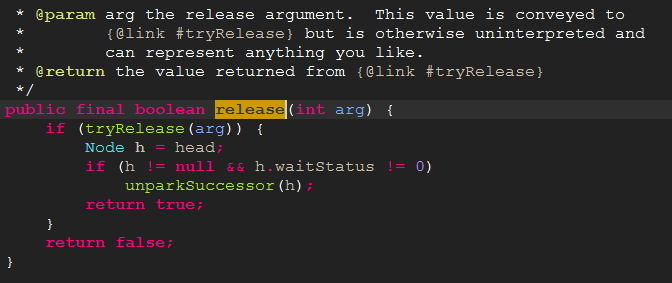 * @param arg the release argument.  This value is conveyed to
*        {@link #tryRelease} but is otherwise uninterpreted and
*        can represent anything you like.
* @return the value returned from {@link #tryRelease}
*/
public final boolean release(int arg) {
    if (tryRelease(arg)) {
        Node h = head;
        if (h != null && h.waitStatus != 0)
            unparkSuccessor(h);
        return true;
    }
    return false;
}